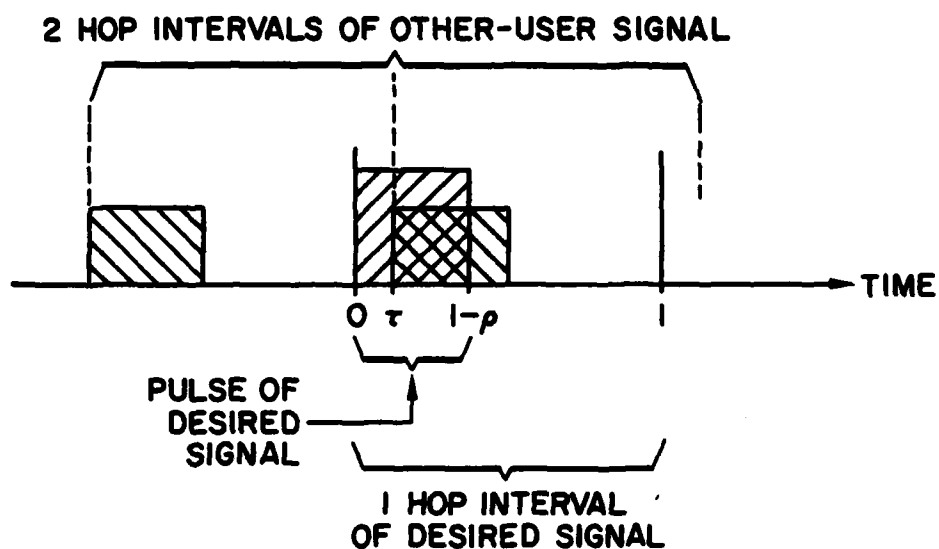 2 HOP INTERVALS OF OTHER-USER SIGNAL
TIME
0 τ 1-ρ 1
PULSE OF
DESIRED
SIGNAL
1 HOP INTERVAL
OF DESIRED SIGNAL